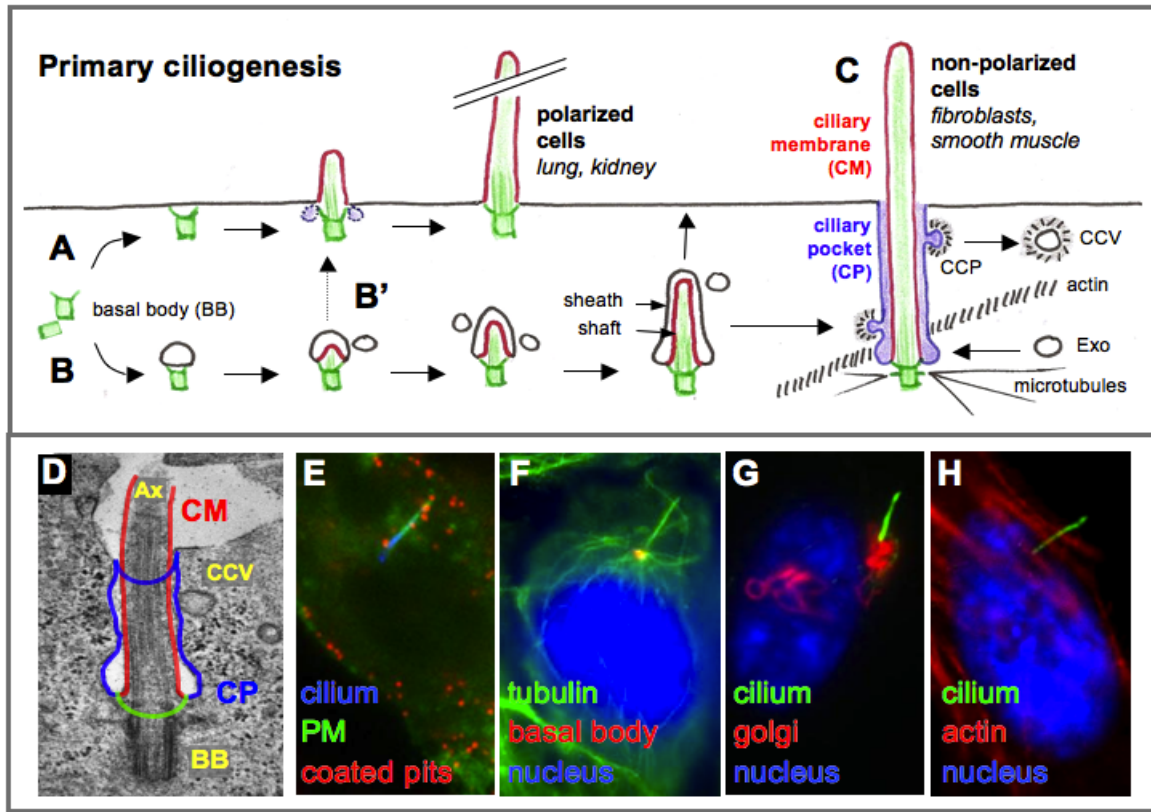 Primary ciliogenesis
A
basal body (BB)
B
B’
polarized
cells
lung, kidney
sheath
shaft
C
non-polarized
cells
fibroblasts,
smooth muscle
ciliary
membrane
(CM)
ciliary
pocket
(CP)
CCP
CCV
actin
Exo
microtubules
D
Ax
CM
CCV
CP
BB
E
cilium
PM
coated pits
F
tubulin
basal body
nucleus
G
cilium
golgi
nucleus
H
cilium
actin
nucleus